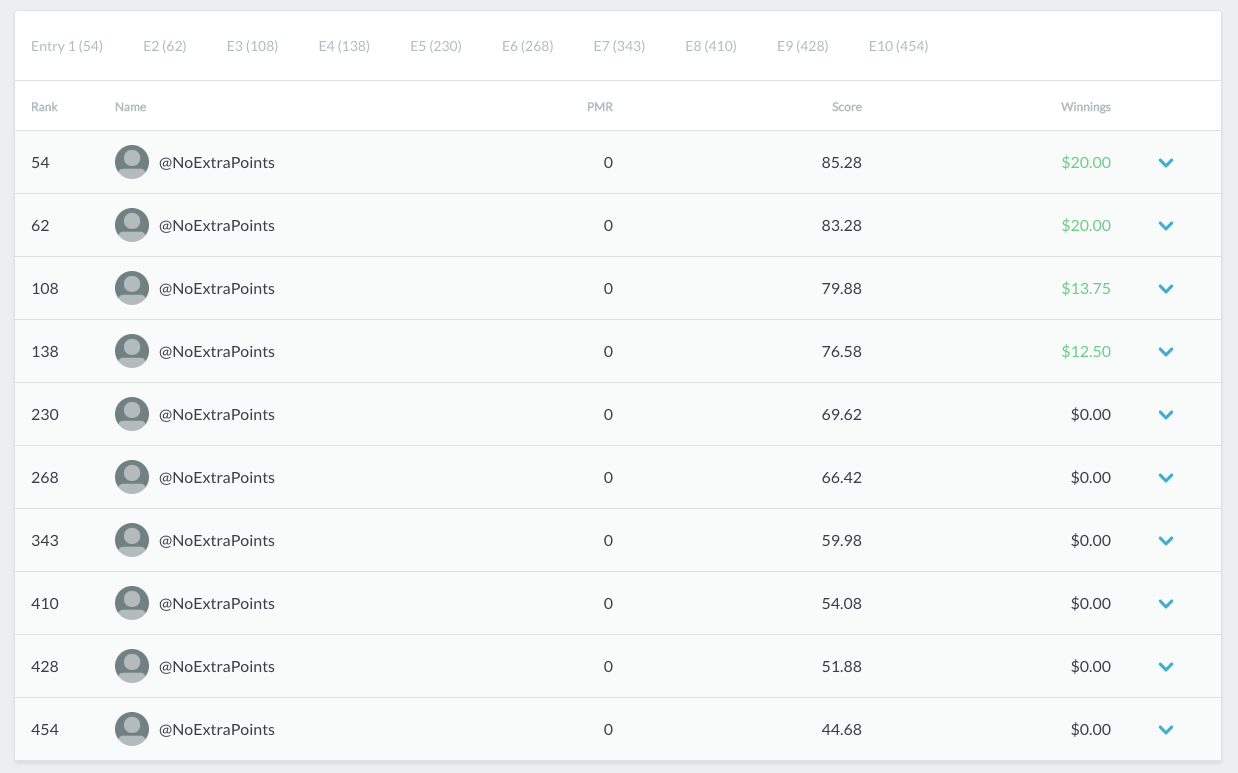 Entry 1 (54) E2 (62) E3 (108) E4 (138) E5 (230) E6 (268) E7 (343) E8 (410) E9 (428) E10 (454)
Rank Name PMR Score Winnings
54 @NoExtraPoints 0 85.28 $20.00
62 @NoExtraPoints 0 83.28 $20.00
108 @NoExtraPoints 0 79.88 $13.75
138 @NoExtraPoints 0 76.58 $12.50
230 @NoExtraPoints 0 69.62 $0.00
268 @NoExtraPoints 0 66.42 $0.00
343 @NoExtraPoints 0 59.98 $0.00
410 @NoExtraPoints 0 54.08 $0.00
428 @NoExtraPoints 0 51.88 $0.00
454 @NoExtraPoints 0 44.68 $0.00